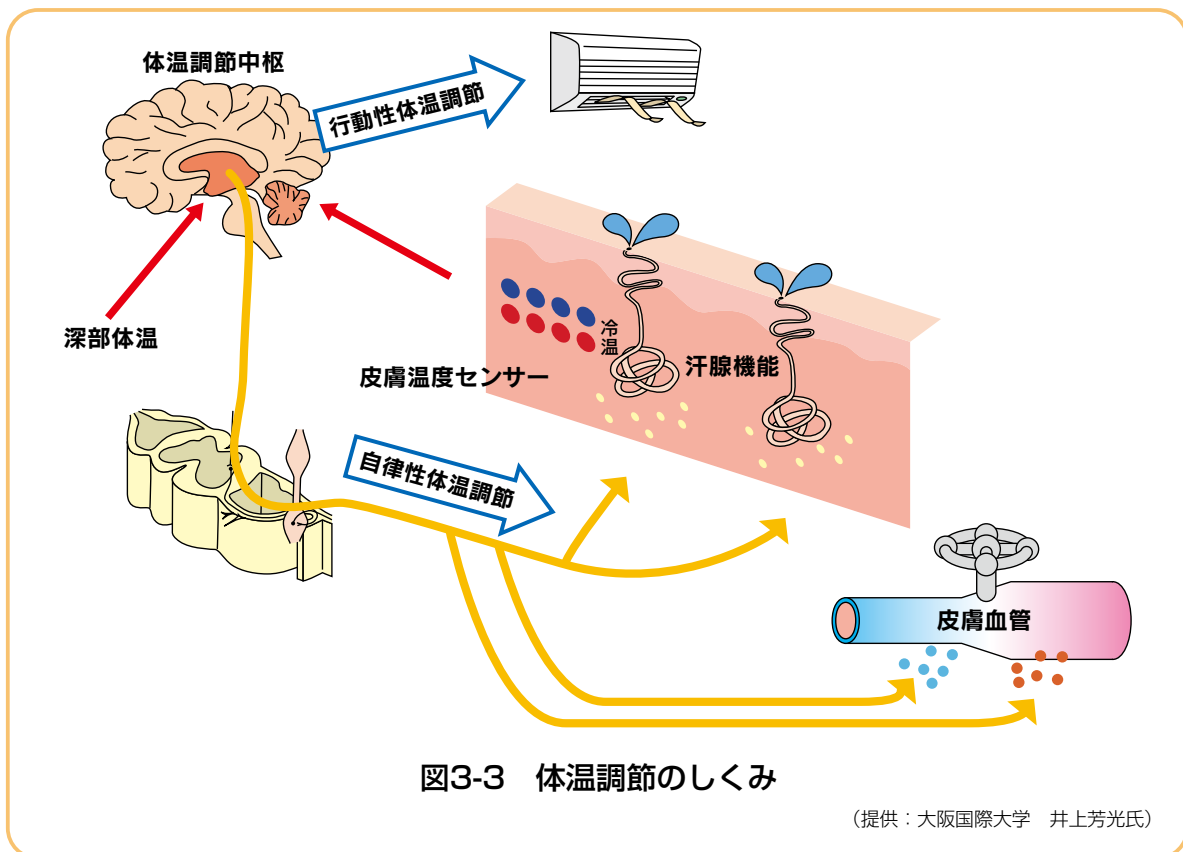 体温調節中枢
行動性体温調節
深部体温
冷
温
皮膚温度センサー
汗腺機能
自律性体温調節
皮膚血管
図3-3 体温調節のしくみ
(提供:大阪国際大学 井上芳光氏)